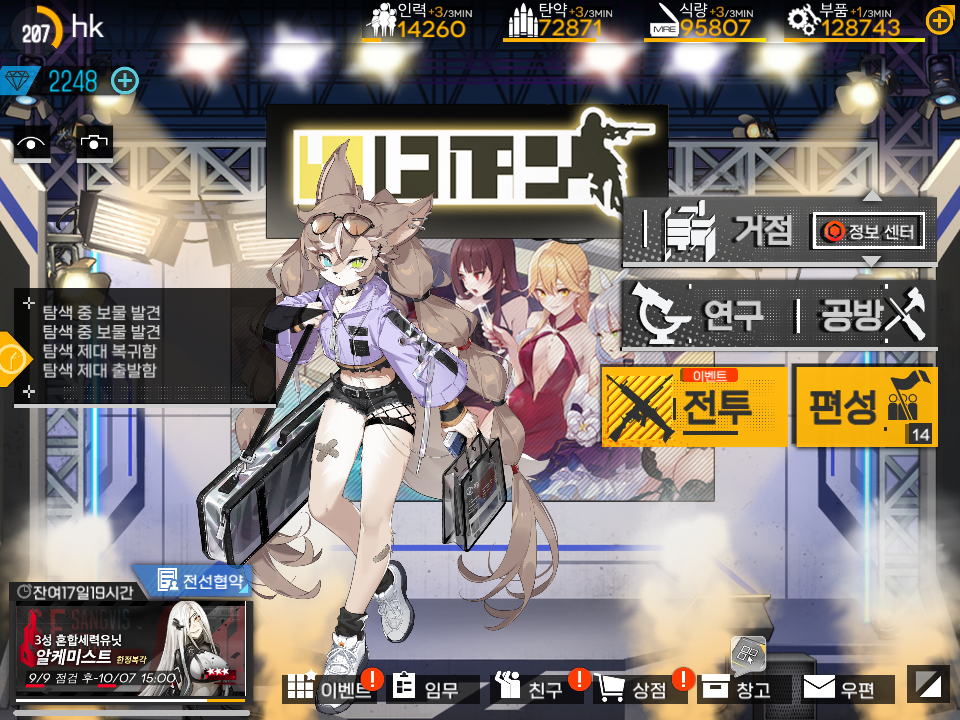 207 hk
인력 +3/3MIN
14260
탄약 +3/3MIN
72871
식량 +3/3MIN
MRE 95807
부품 +1/3MIN
128743
2248
거점
정보 센터
탐색 중 보물 발견
탐색 중 보물 발견
탐색 제대 복귀함
탐색 제대 출발함
연구
공방
이벤트
전투
편성
14
전선협약
잔여17일19시간
SANGVIS
3성 혼합세력유닛
알케미스트 한정복각
9/9 점검 후-10/07 15:00
이벤트
임무
친구
상점
창고
우편